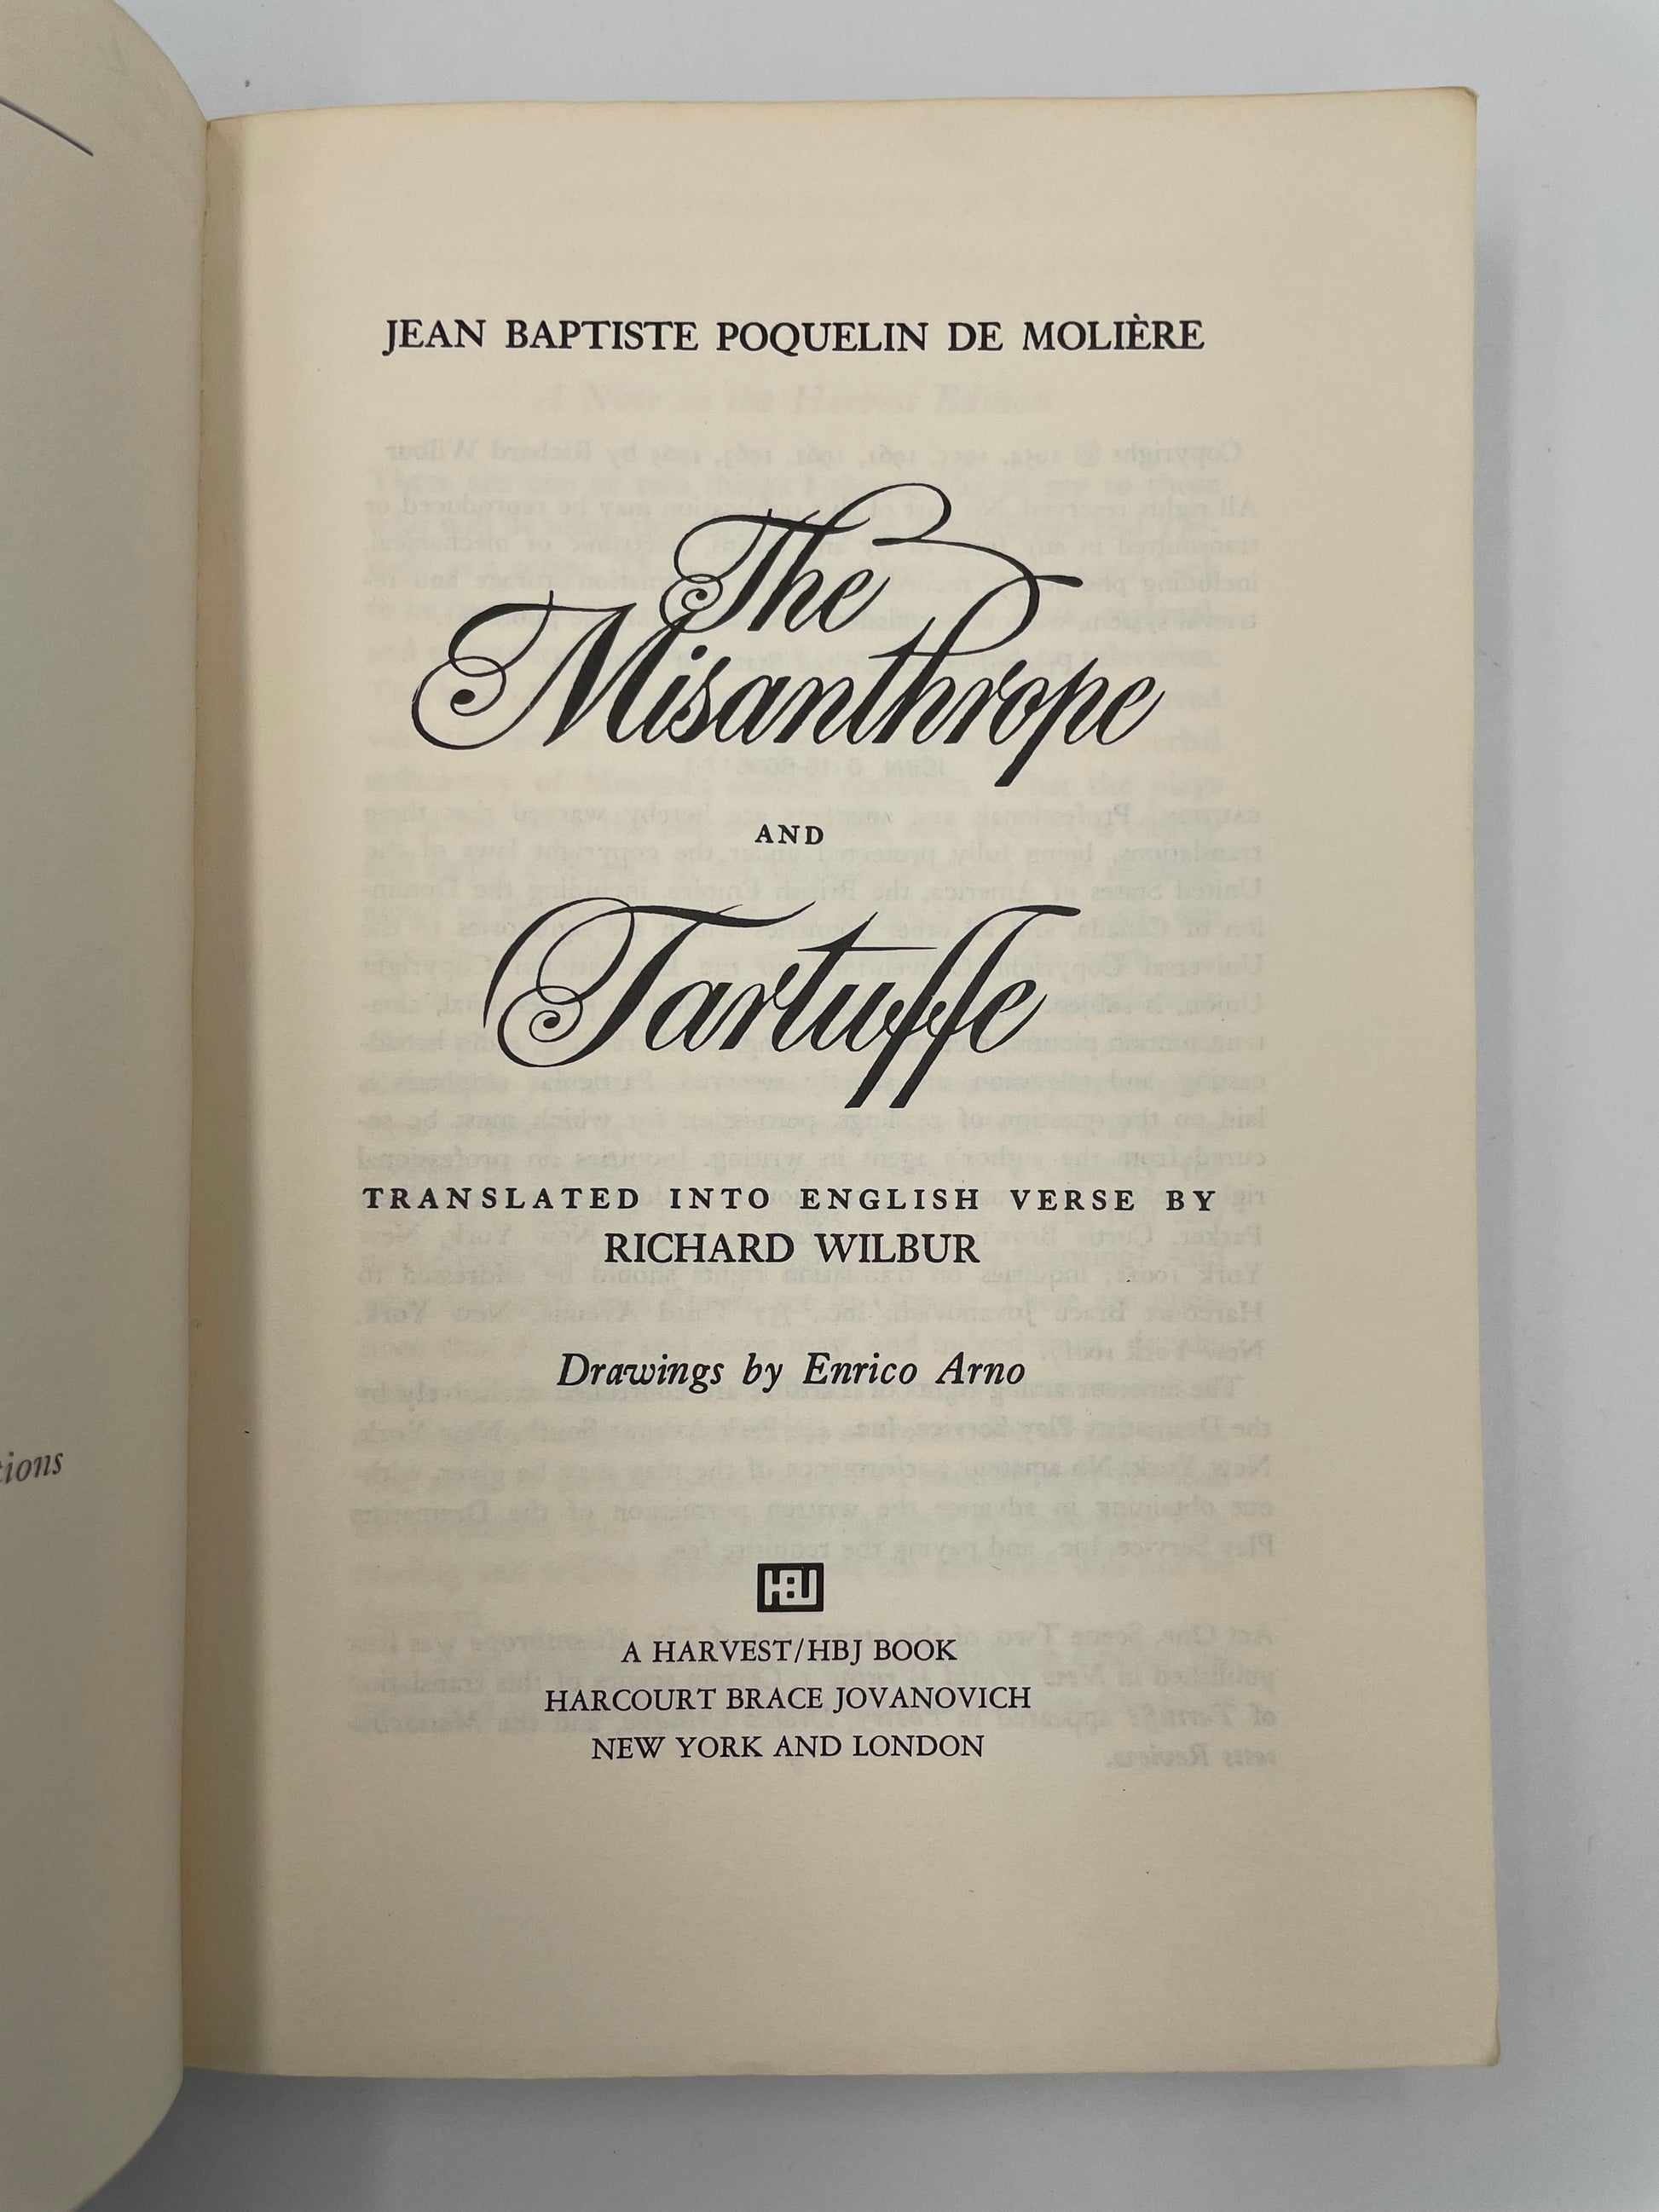 JEAN BAPTISTE POQUELIN DE MOLIÈRE
The
Misanthrope
AND
Tartuffe
TRANSLATED INTO ENGLISH VERSE BY
RICHARD WILBUR
Drawings by Enrico Arno
tions
HBJ
A HARVEST/HBJ BOOK
HARCOURT BRACE JOVANOVICH
NEW YORK AND LONDON